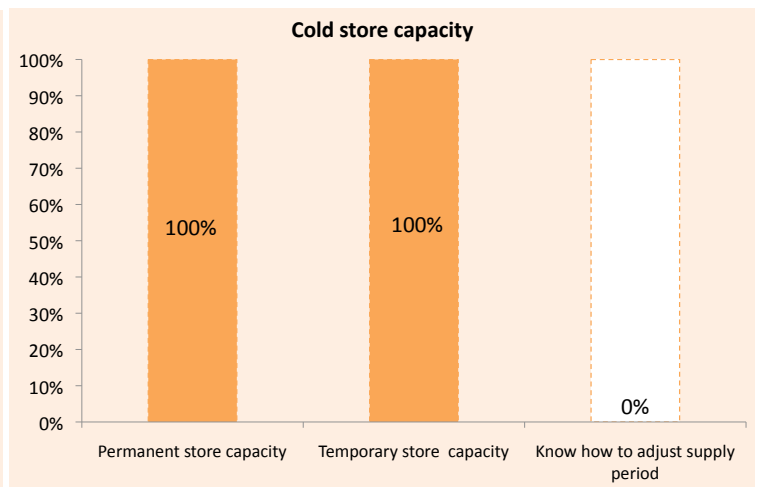 Cold store capacity
100%
90%
80%
70%
60%
50%
40%
30%
20%
10%
0%
100%
100%
0%
Permanent store capacity
Temporary store  capacity
Know how to adjust supply
period